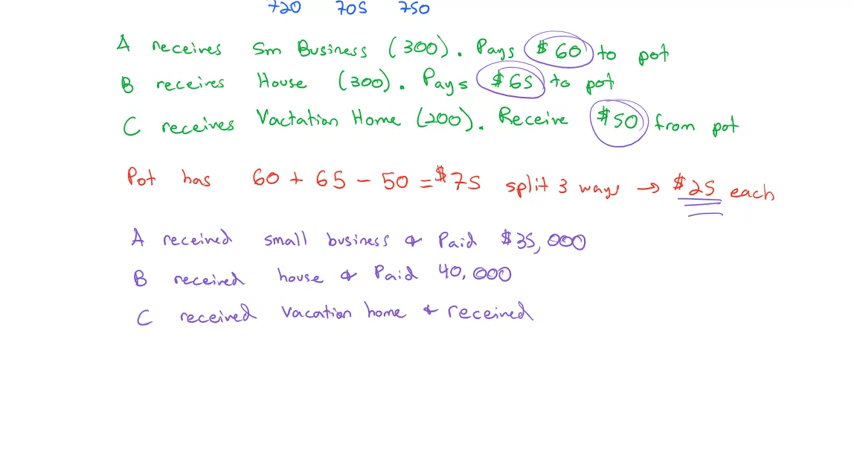 720 705 750
A receives Sm Business (300). Pays $60 to pot
B receives House (300). Pays $65 to pot
C receives Vactation Home (200). Receive $50 from pot
Pot has 60 + 65 - 50 = $75 split 3 ways → $25 each
A received small business & Paid $35,000
B received house & Paid 40,000
C received vacation home & received